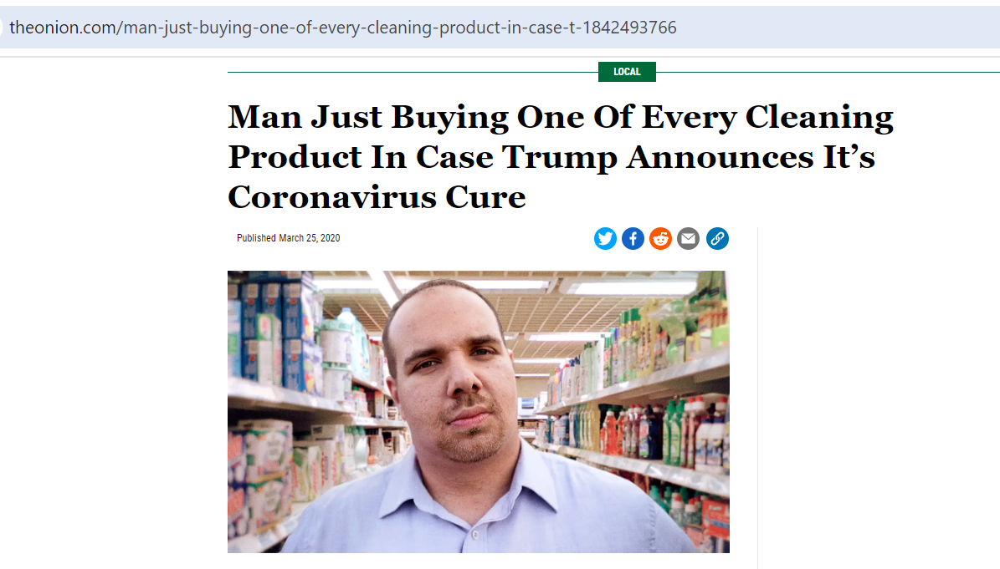 theonion.com/man-just-buying-one-of-every-cleaning-product-in-case-t-1842493766
LOCAL
Man Just Buying One Of Every Cleaning
Product In Case Trump Announces It’s
Coronavirus Cure
Published March 25, 2020